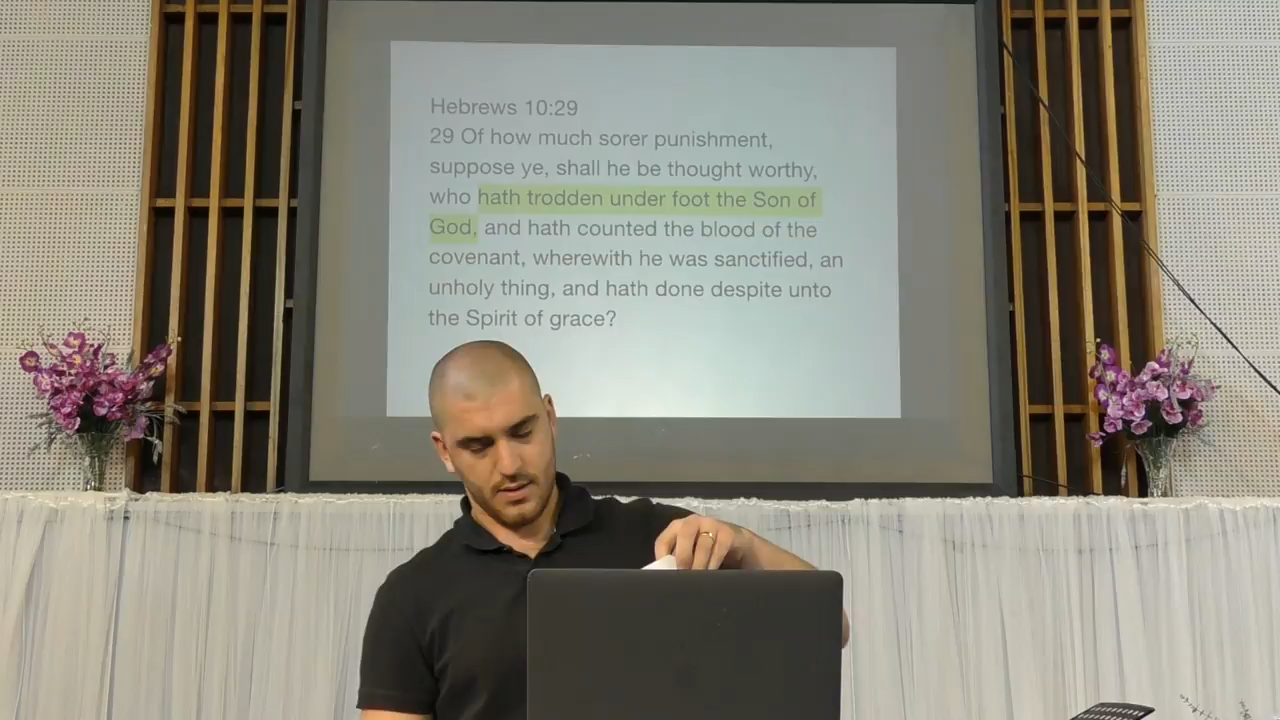 Hebrews 10:29
29 Of how much sorer punishment,
suppose ye, shall he be thought worthy,
who hath trodden under foot the Son of
God, and hath counted the blood of the
covenant, wherewith he was sanctified, an
unholy thing, and hath done despite unto
the Spirit of grace?